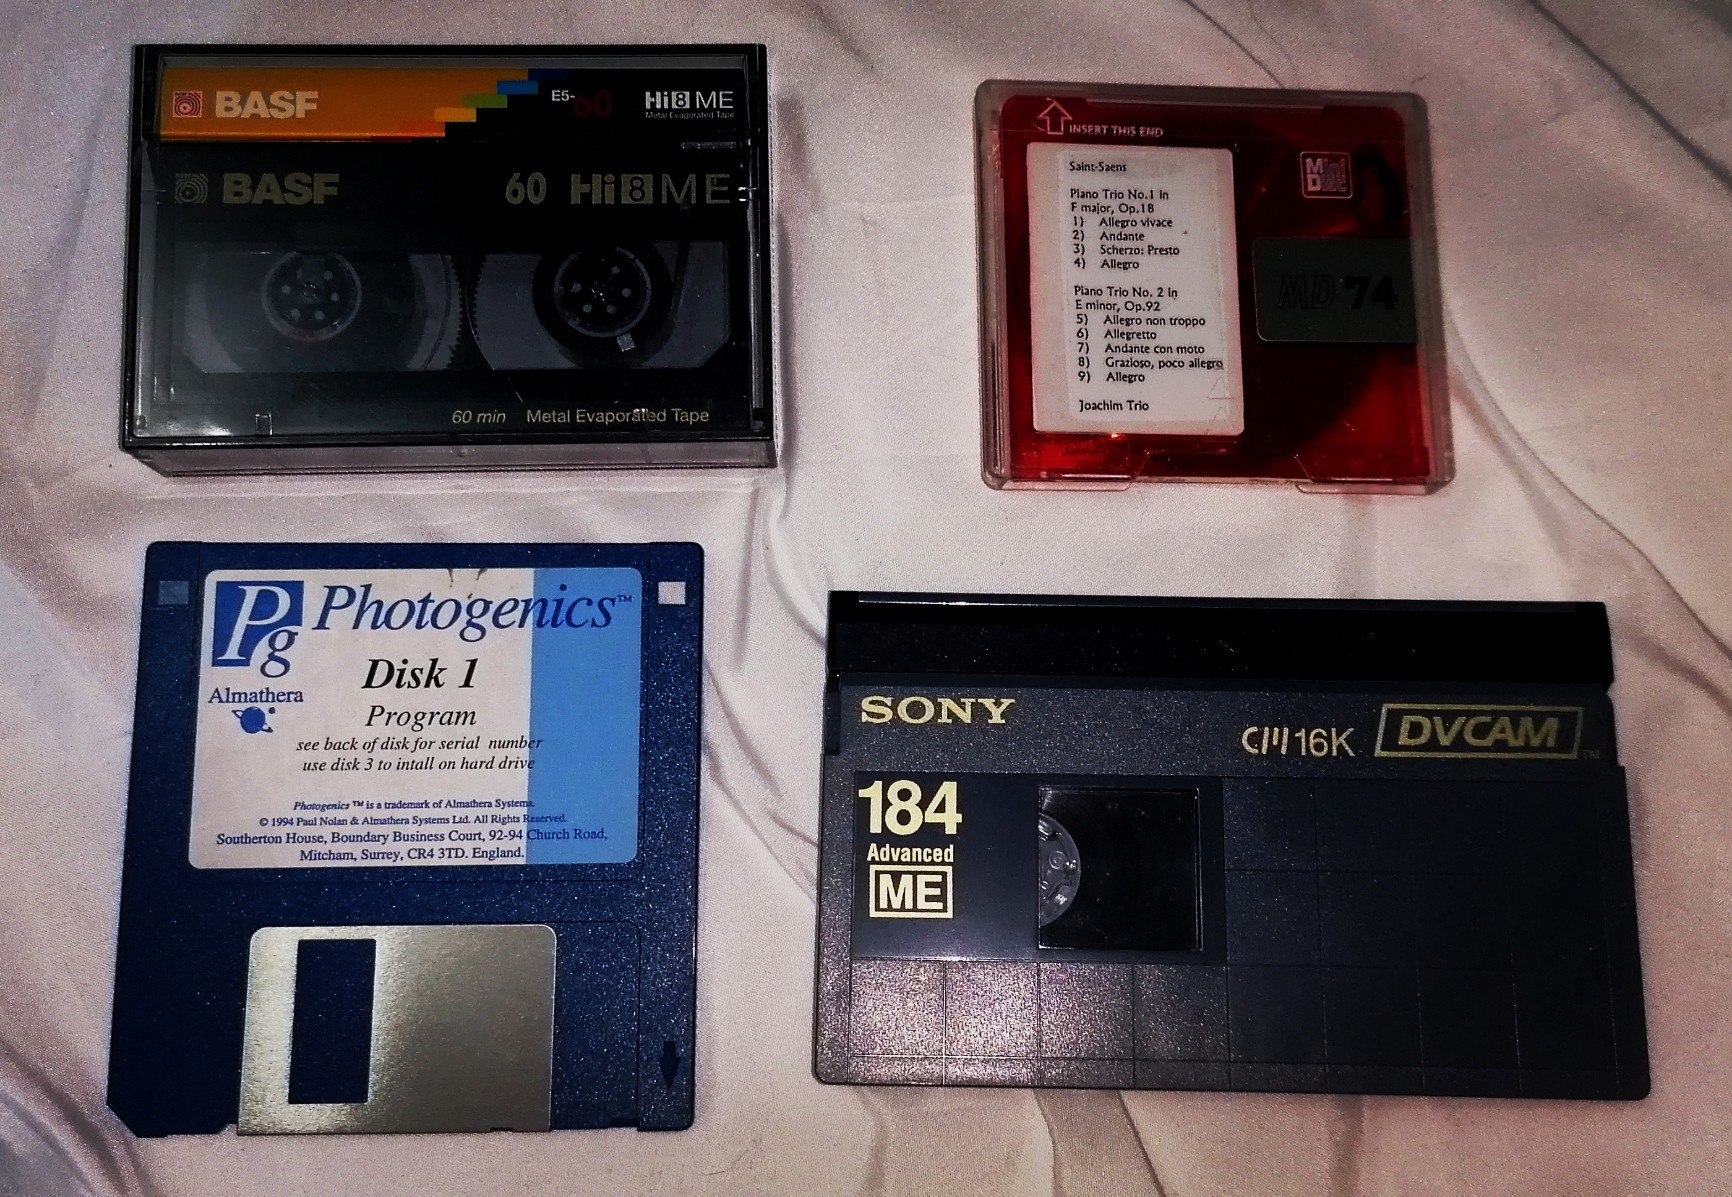 BASF
E5-60
Hi8 ME
Metal Evaporated Tape
BASF
60 Hi8 ME
60 min Metal Evaporated Tape
INSERT THIS END
Mini
Disc
Saint-Saens
Piano Trio No.1 in
F major, Op.18
1) Allegro vivace
2) Andante
3) Scherzo: Presto
4) Allegro
Piano Trio No. 2 in
E minor, Op.92
5) Allegro non troppo
6) Allegretto
7) Andante con moto
8) Grazioso, poco allegro
9) Allegro
Joachim Trio
MD 74
Pg
Photogenics™
Almathera
Disk 1
Program
see back of disk for serial number
use disk 3 to intall on hard drive
Photogenics ™ is a trademark of Almathera Systems.
© 1994 Paul Nolan & Almathera Systems Ltd. All Rights Reserved.
Southerton House, Boundary Business Court, 92-94 Church Road,
Mitcham, Surrey, CR4 3TD. England.
SONY
16K
DVCAM™
184
Advanced
ME